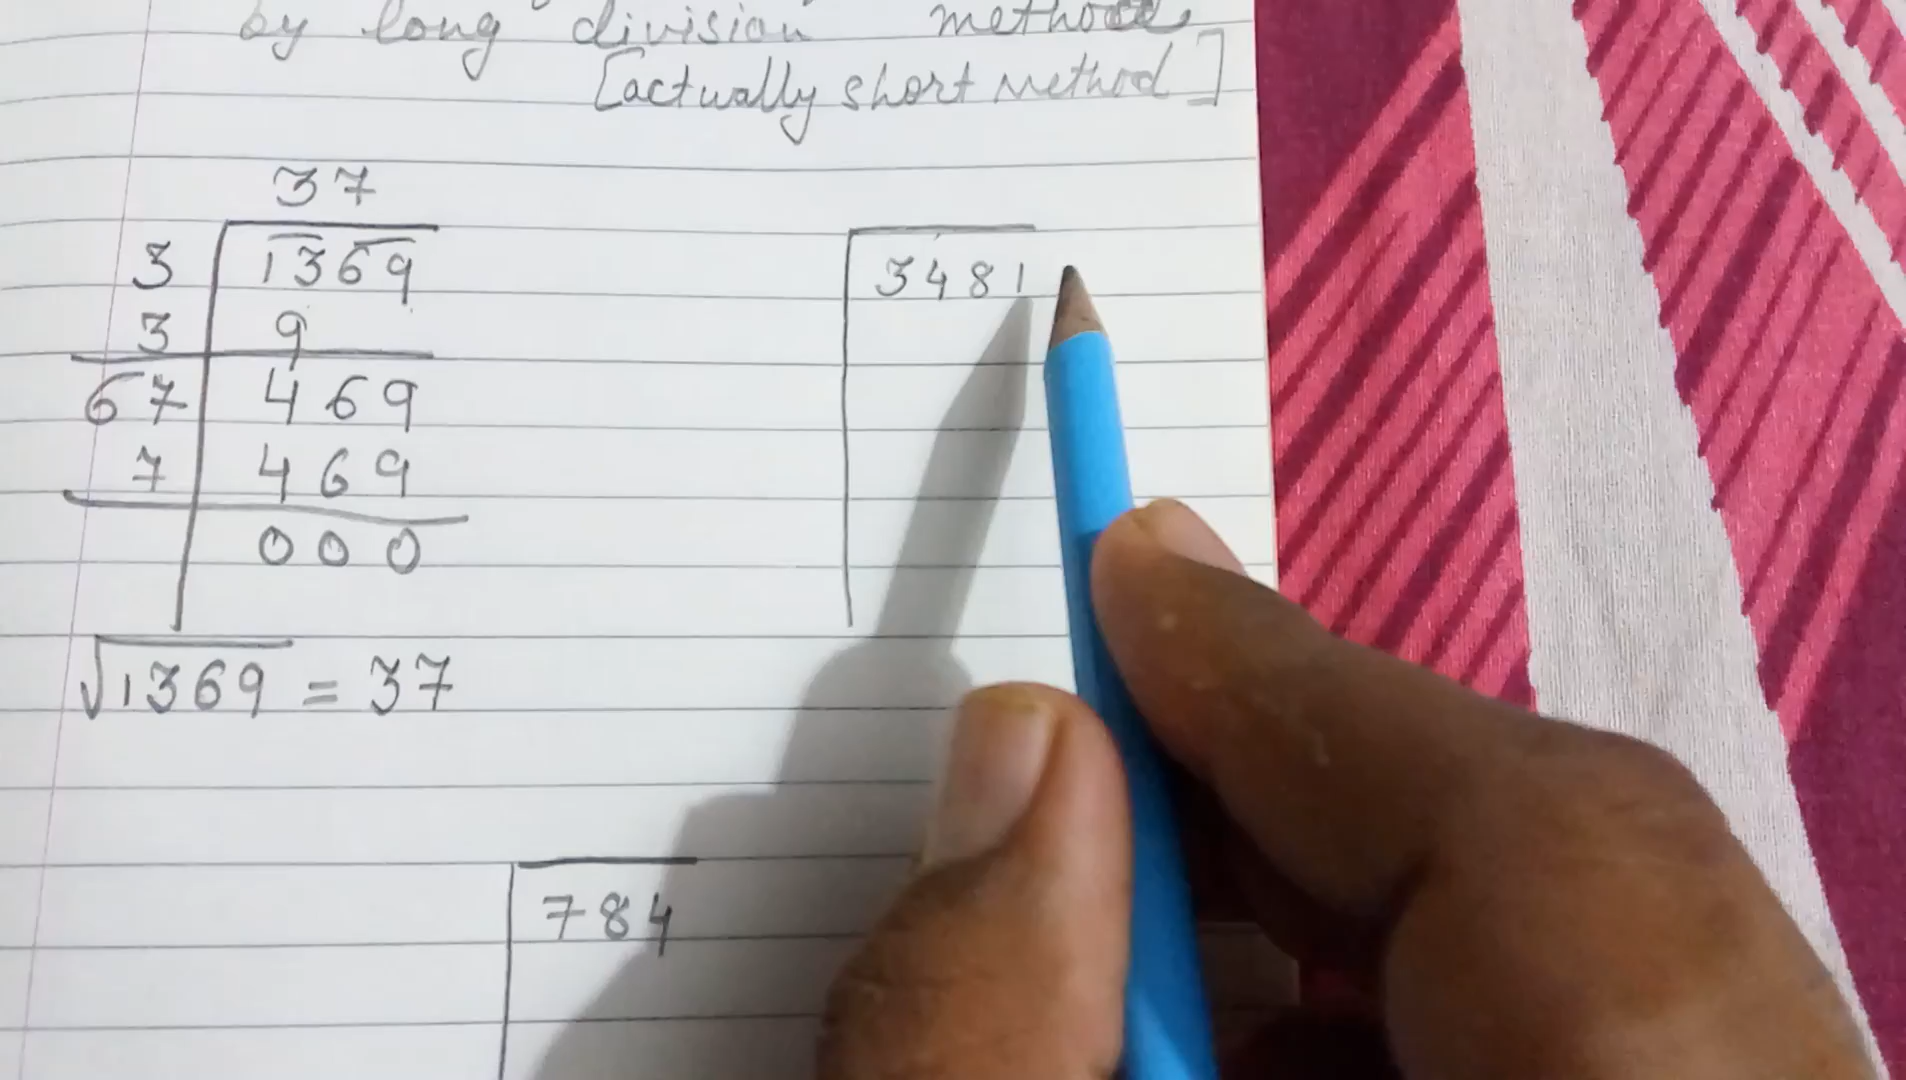 by long division method
[actually short Method]
37
3 1369
3 9
67 469
7 469
000
√1369 = 37
3481
784